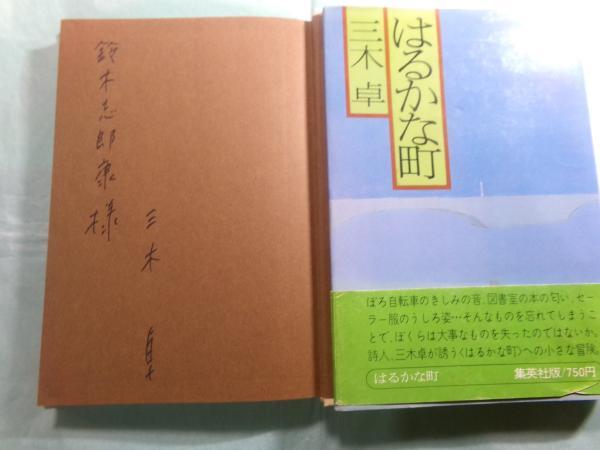 鈴木志郎康様
三木卓
はるかな町
三木卓
ぼろ自転車のきしみの音、図書室の本の匂い、セー
ラー服のうしろ姿…そんなものを忘れてしまうこ
とで、ぼくらは大事なものを失ったのではないか。
詩人、三木卓が誘う〈はるかな町〉への小さな冒険。
〈はるかな町〉
集英社版/750円